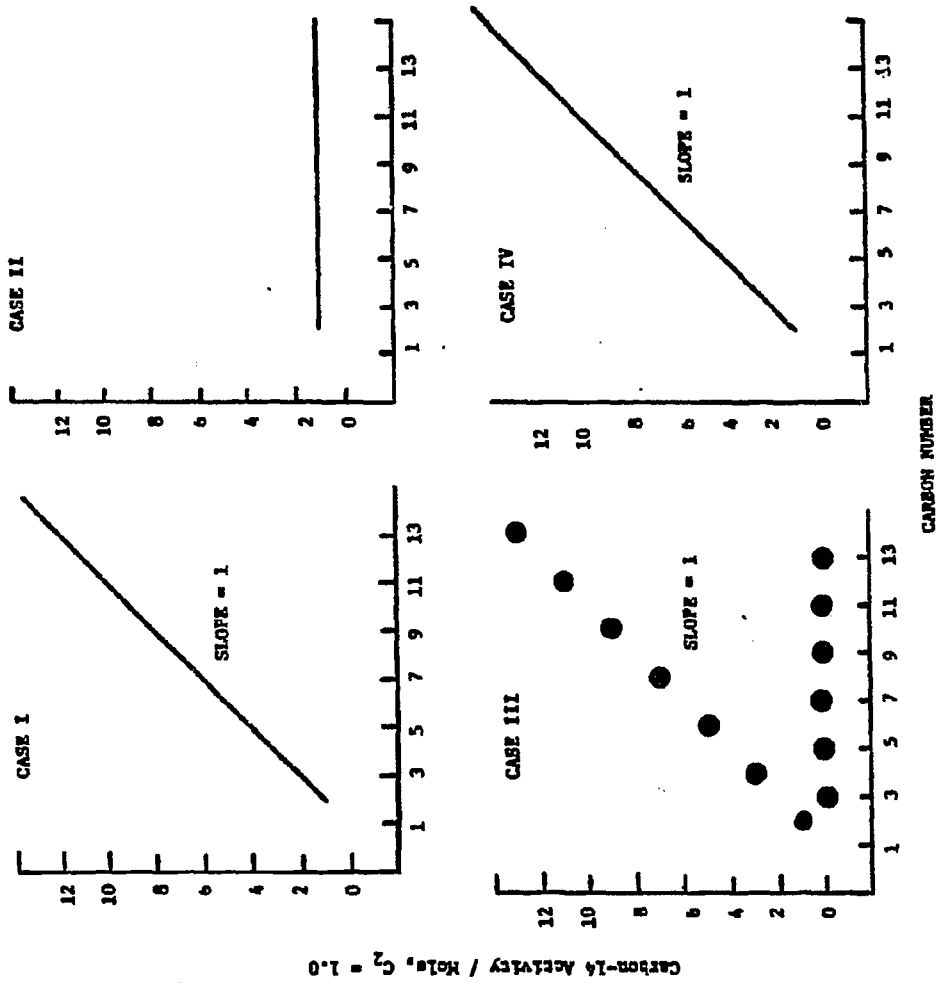 CASE I
12
10
8
6
4
2
0
SLOPE = 1
1 3 5 7 9 11 13
CASE II
12
10
8
6
4
2
0
1 3 5 7 9 11 13
CASE III
12
10
8
6
4
2
0
SLOPE = 1
1 3 5 7 9 11 13
CASE IV
12
10
8
6
4
2
0
SLOPE = 1
1 3 5 7 9 11 13
Carbon-14 Activity / Mole, C2 = 1.0
CARBON NUMBER